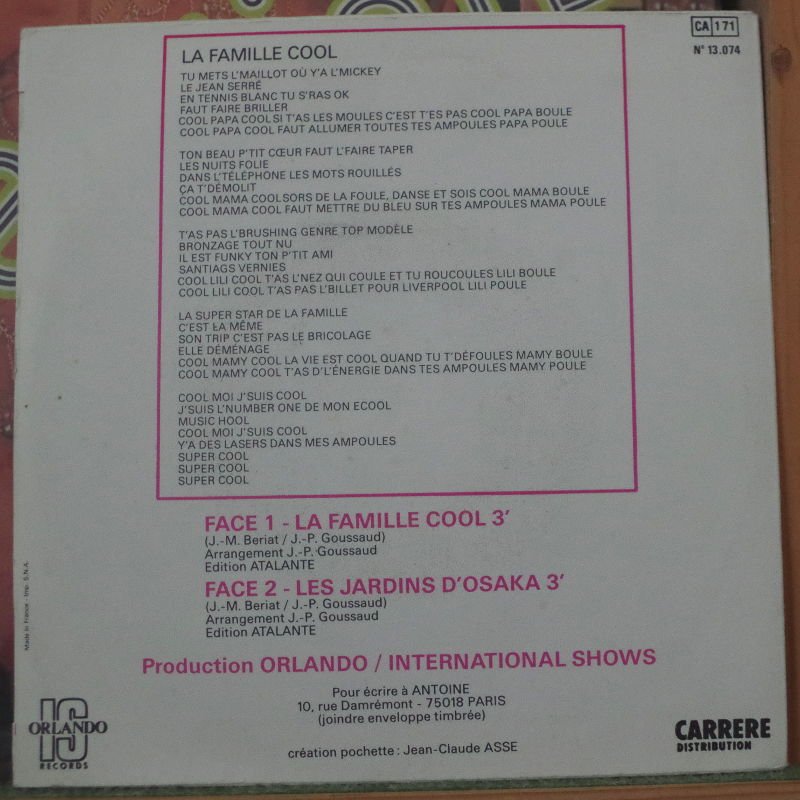 CA 171
N° 13.074
LA FAMILLE COOL
TU METS L'MAILLOT OÙ Y'A L'MICKEY
LE JEAN SERRÉ
EN TENNIS BLANC TU S'RAS OK
FAUT FAIRE BRILLER
COOL PAPA COOL SI T'AS LES MOULES C'EST T'ES PAS COOL PAPA BOULE
COOL PAPA COOL FAUT ALLUMER TOUTES TES AMPOULES PAPA POULE
TON BEAU P'TIT CŒUR FAUT L'FAIRE TAPER
LES NUITS FOLIE
DANS L'TÉLÉPHONE LES MOTS ROUILLÉS
ÇA T'DÉMOLIT
COOL MAMA COOL SORS DE LA FOULE, DANSE ET SOIS COOL MAMA BOULE
COOL MAMA COOL FAUT METTRE DU BLEU SUR TES AMPOULES MAMA POULE
T'AS PAS L'BRUSHING GENRE TOP MODÈLE
BRONZAGE TOUT NU
IL EST FUNKY TON P'TIT AMI
SANTIAGS VERNIES
COOL LILI COOL T'AS L'NEZ QUI COULE ET TU ROUCOULES LILI BOULE
COOL LILI COOL T'AS PAS L'BILLET POUR LIVERPOOL LILI POULE
LA SUPER STAR DE LA FAMILLE
C'EST LA MÊME
SON TRIP C'EST PAS LE BRICOLAGE
ELLE DÉMÉNAGE
COOL MAMY COOL LA VIE EST COOL QUAND TU T'DÉFOULES MAMY BOULE
COOL MAMY COOL T'AS D'L'ÉNERGIE DANS TES AMPOULES MAMY POULE
COOL MOI J'SUIS COOL
J'SUIS L'NUMBER ONE DE MON ECOOL
MUSIC HOOL
COOL MOI J'SUIS COOL
Y'A DES LASERS DANS MES AMPOULES
SUPER COOL
SUPER COOL
SUPER COOL
FACE 1 - LA FAMILLE COOL 3'
(J.-M. Beriat / J.-P. Goussaud)
Arrangement J.-P. Goussaud
Edition ATALANTE
FACE 2 - LES JARDINS D'OSAKA 3'
(J.-M. Beriat / J.-P. Goussaud)
Arrangement J.-P. Goussaud
Edition ATALANTE
Made in France - Imp. S.N.A.
Production ORLANDO / INTERNATIONAL SHOWS
Pour écrire à ANTOINE
10, rue Damrémont - 75018 PARIS
(joindre enveloppe timbrée)
création pochette : Jean-Claude ASSE
IS
ORLANDO
RECORDS
CARRERE
DISTRIBUTION